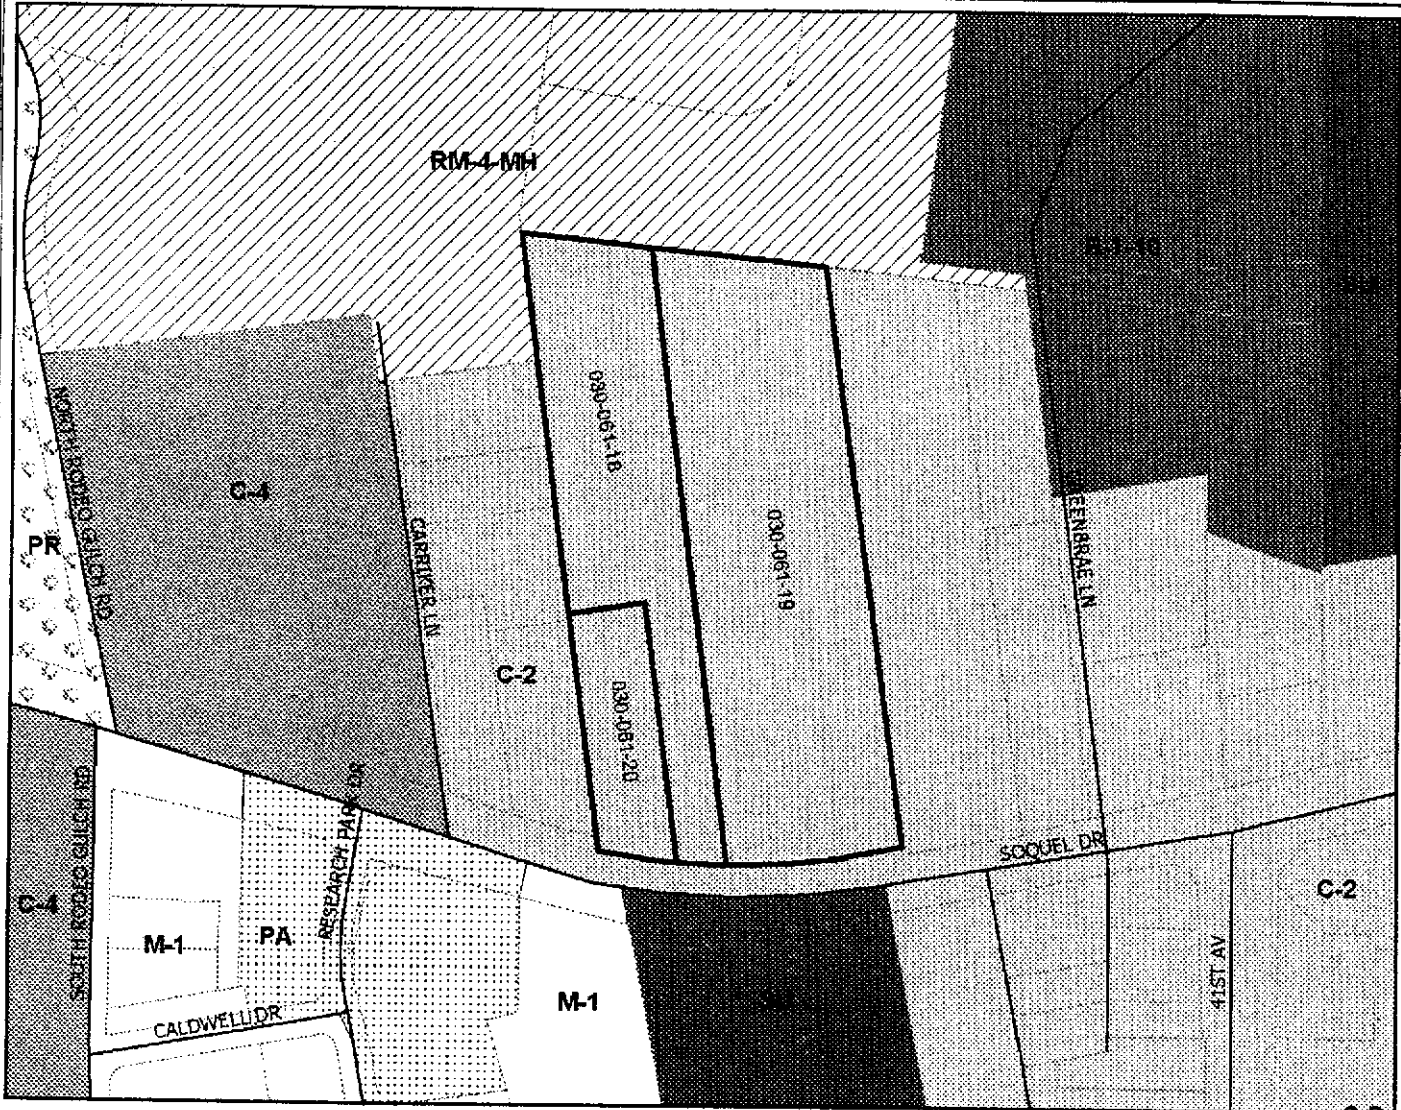 RM-4-MH
R-1-10
030-061-18
C-4
NORTH RODEO GULCH RD
030-061-19
PR
CARRIKER LN
GREENBRAE LN
C-2
030-061-20
SOQUEL DR
RESEARCH PARK DR
SOUTH RODEO GULCH RD
C-4
C-2
M-1
PA
41ST AV
M-1
CALDWELL DR